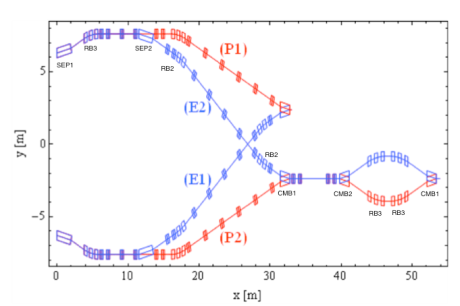 (P1)
SEP1
RB3
SEP2
RB2
5
(E2)
y [m]
0
RB2
(E1)
CMB1
CMB2
CMB1
RB3
RB3
-5
(P2)
0
10
20
30
40
50
x [m]